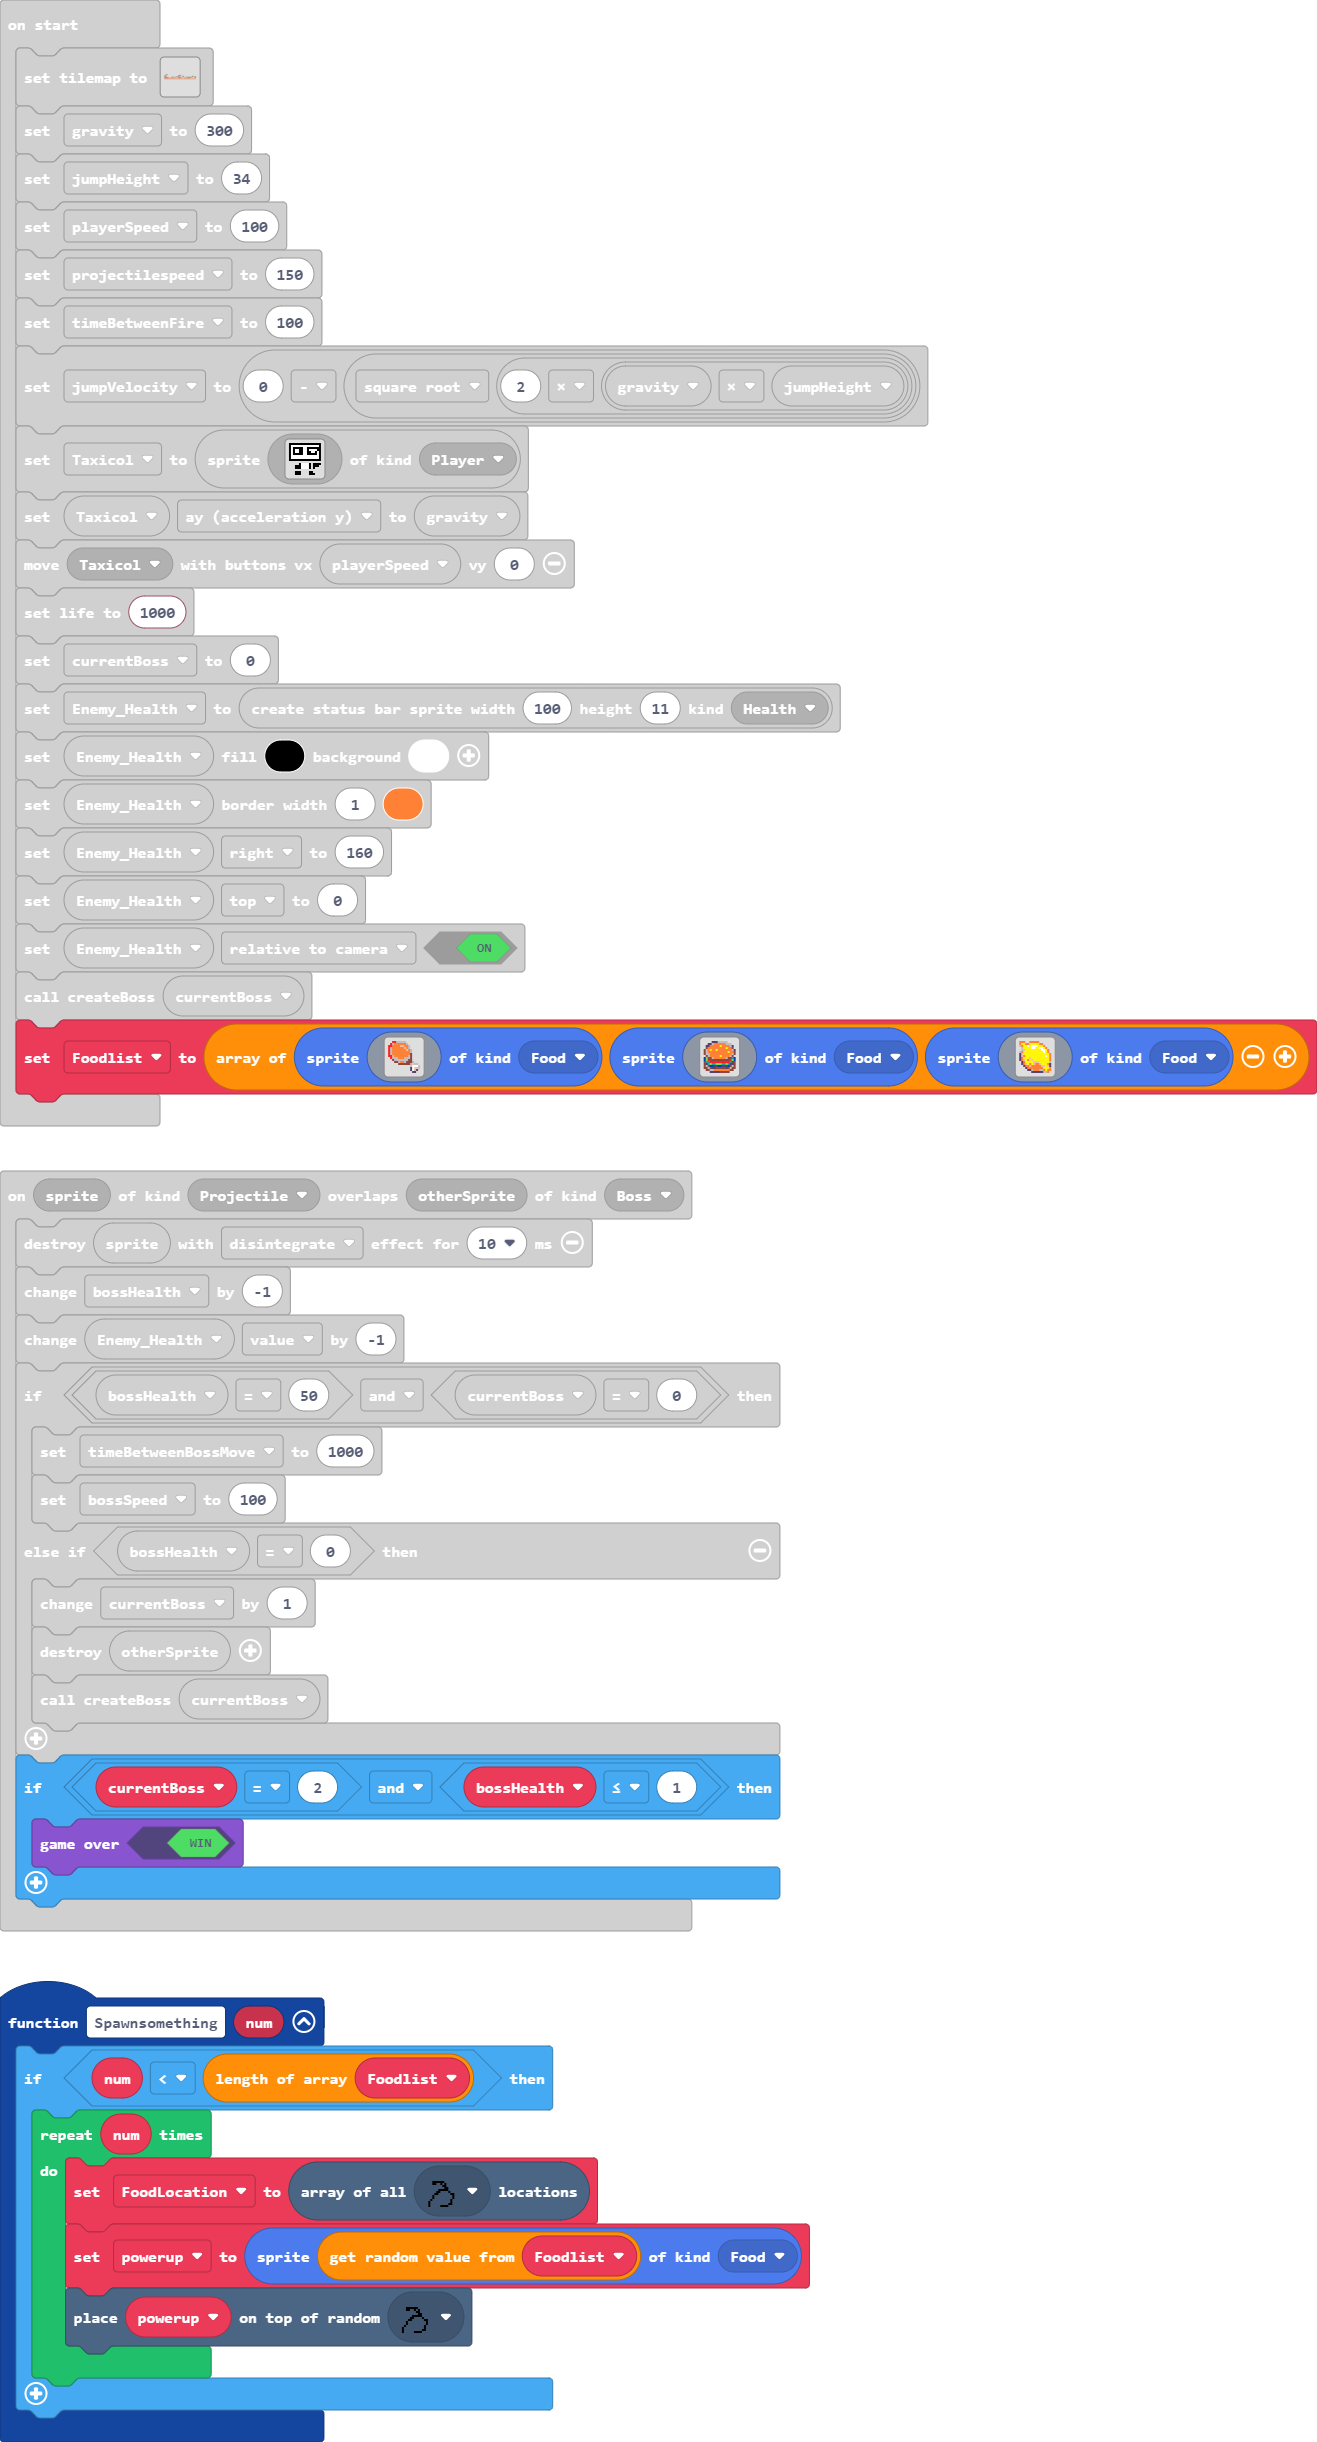 on start
set tilemap to
set gravity to 300
set jumpHeight to 34
set playerSpeed to 100
set projectilespeed to 150
set timeBetweenFire to 100
set jumpVelocity to 0 - square root 2 × gravity × jumpHeight
set Taxicol to sprite of kind Player
set Taxicol ay (acceleration y) to gravity
move Taxicol with buttons vx playerSpeed vy 0
set life to 1000
set currentBoss to 0
set Enemy_Health to create status bar sprite width 100 height 11 kind Health
set Enemy_Health fill background
set Enemy_Health border width 1
set Enemy_Health right to 160
set Enemy_Health top to 0
set Enemy_Health relative to camera ON
call createBoss currentBoss
set Foodlist to array of sprite of kind Food sprite of kind Food sprite of kind Food
on sprite of kind Projectile overlaps otherSprite of kind Boss
destroy sprite with disintegrate effect for 10 ms
change bossHealth by -1
change Enemy_Health value by -1
if bossHealth = 50 and currentBoss = 0 then
set timeBetweenBossMove to 1000
set bossSpeed to 100
else if bossHealth = 0 then
change currentBoss by 1
destroy otherSprite
call createBoss currentBoss
if currentBoss = 2 and bossHealth ≤ 1 then
game over WIN
function Spawnsomething num
if num < length of array Foodlist then
repeat num times
do
set FoodLocation to array of all locations
set powerup to sprite get random value from Foodlist of kind Food
place powerup on top of random